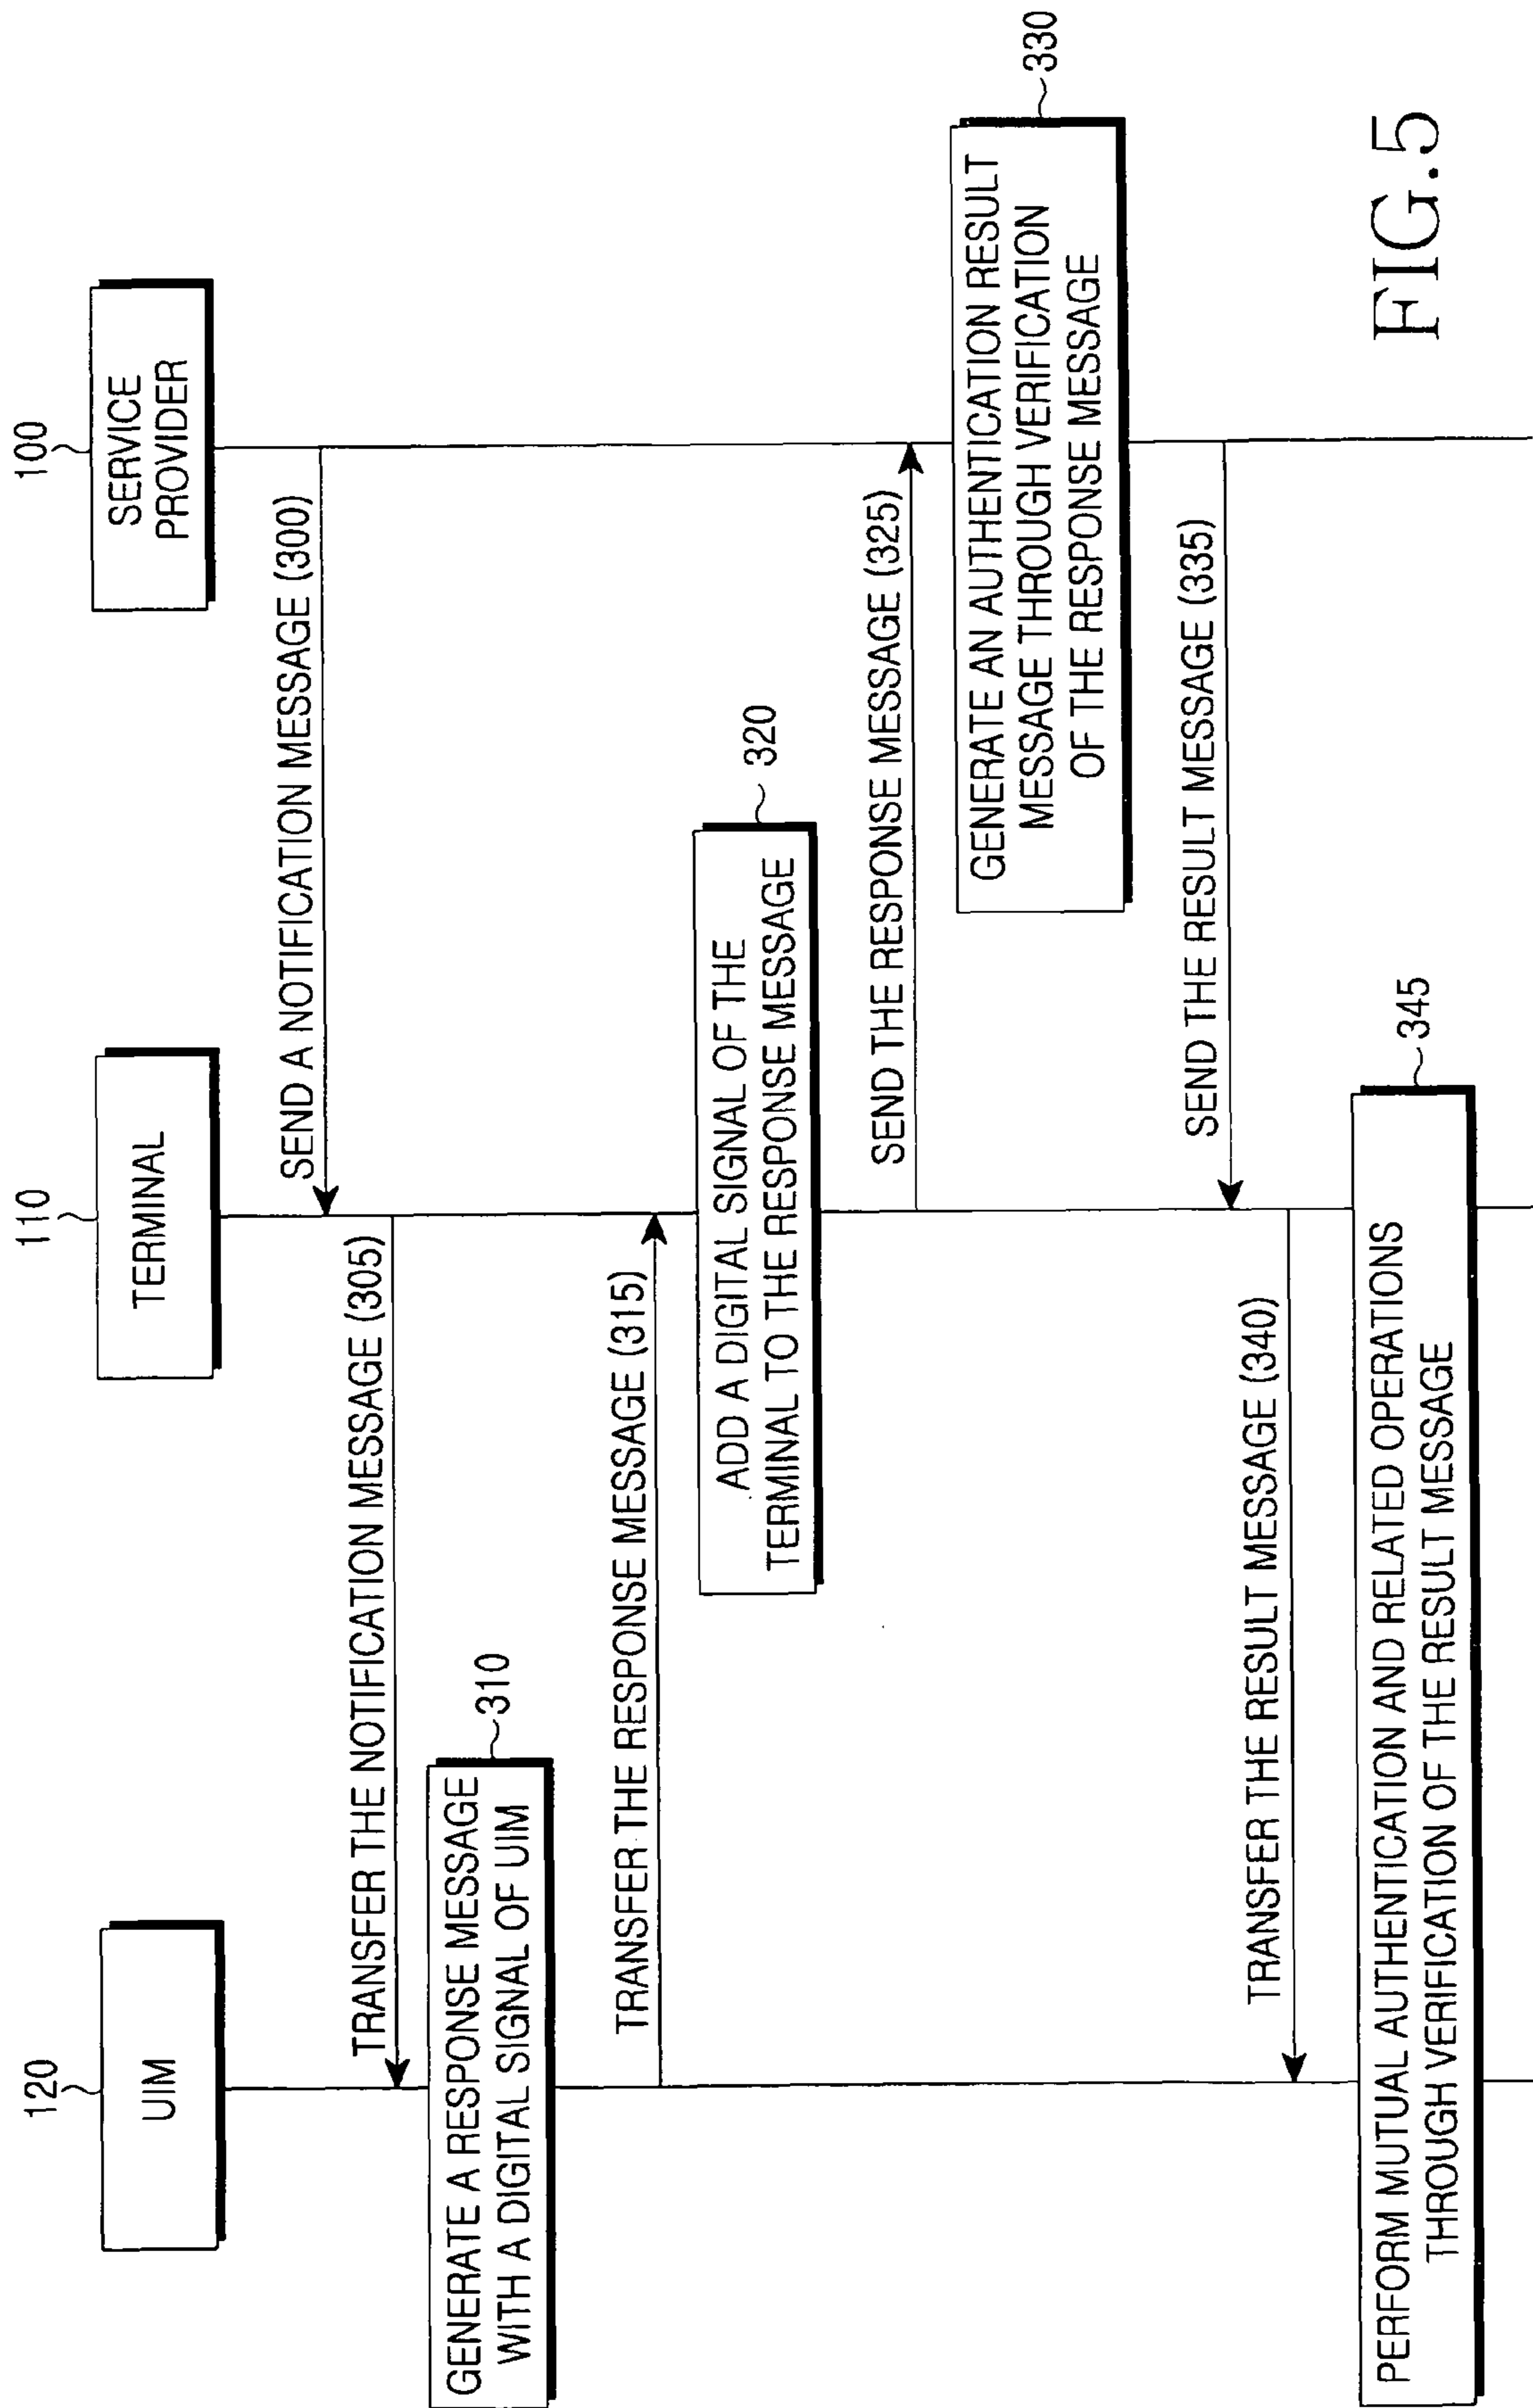 120
UIM
110
TERMINAL
100
SERVICE
PROVIDER
SEND A NOTIFICATION MESSAGE (300)
TRANSFER THE NOTIFICATION MESSAGE (305)
GENERATE A RESPONSE MESSAGE
WITH A DIGITAL SIGNAL OF UIM
310
TRANSFER THE RESPONSE MESSAGE (315)
ADD A DIGITAL SIGNAL OF THE
TERMINAL TO THE RESPONSE MESSAGE
320
SEND THE RESPONSE MESSAGE (325)
GENERATE AN AUTHENTICATION RESULT
MESSAGE THROUGH VERIFICATION
OF THE RESPONSE MESSAGE
330
SEND THE RESULT MESSAGE (335)
TRANSFER THE RESULT MESSAGE (340)
PERFORM MUTUAL AUTHENTICATION AND RELATED OPERATIONS
THROUGH VERIFICATION OF THE RESULT MESSAGE
345
FIG.5